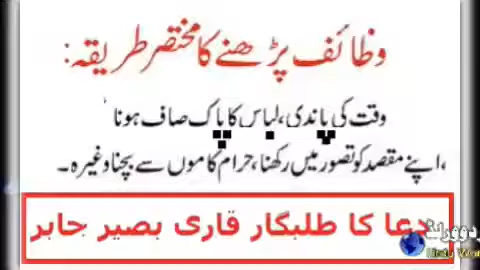 وظائف پڑھنے کا مختصر طریقہ:
وقت کی پابندی، لباس کا پاک صاف ہونا
،اپنے مقصد کو تصور میں رکھنا، حرام کاموں سے بچنا وغیرہ۔
دعا کا طلبگار قاری بصیر جابر